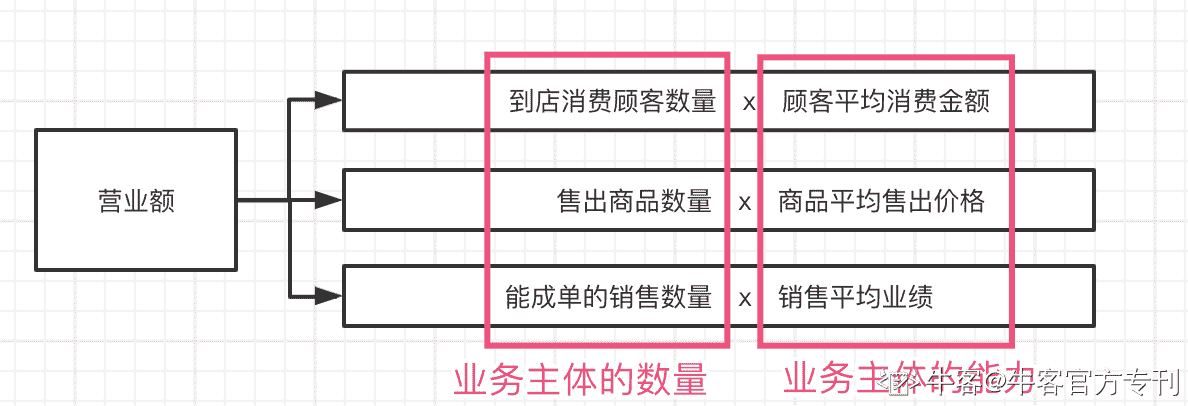 到店消费顾客数量 x 顾客平均消费金额
营业额
售出商品数量 x 商品平均售出价格
能成单的销售数量 x 销售平均业绩
业务主体的数量
业务主体的能力
牛客@牛客官方专刊